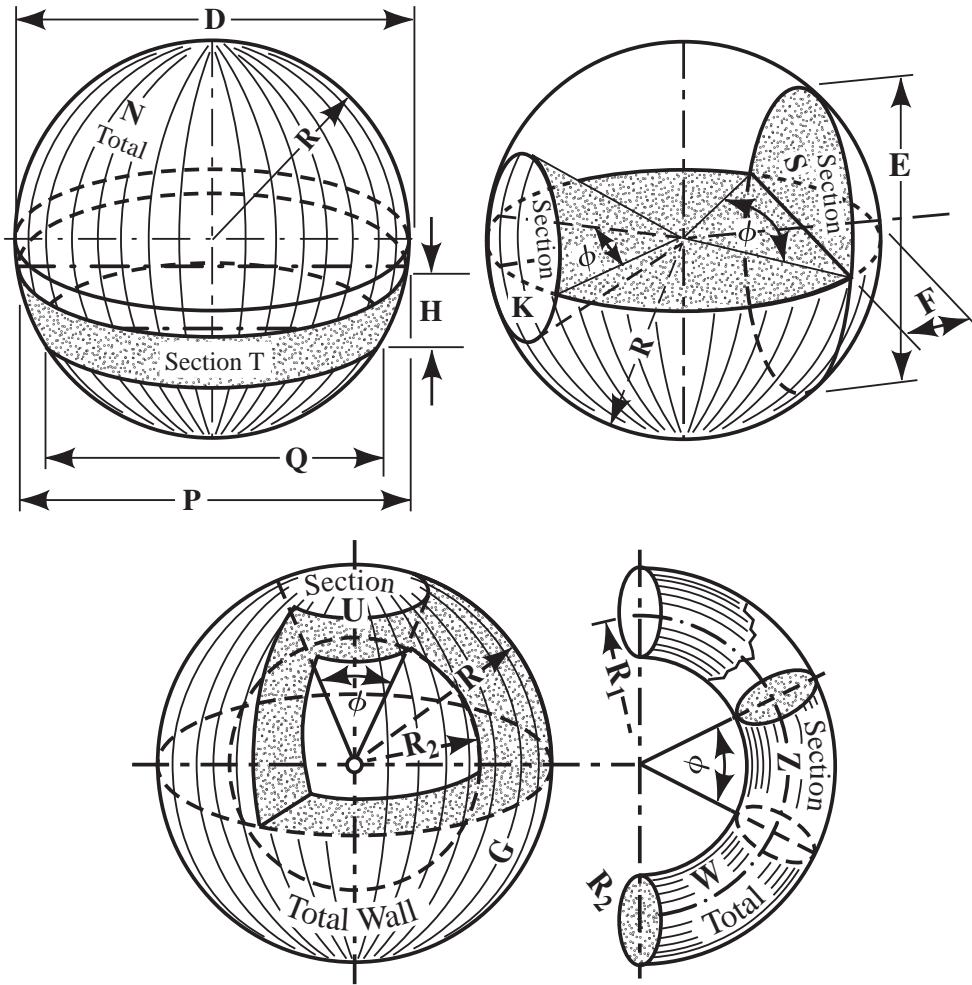 D
N
Total
R
H
Section T
Q
P
Section
K
ϕ
R
ϕ
S
Section
E
F
Section
U
ϕ
R
R2
G
Total Wall
R1
ϕ
Z
Section
R2
W
Total